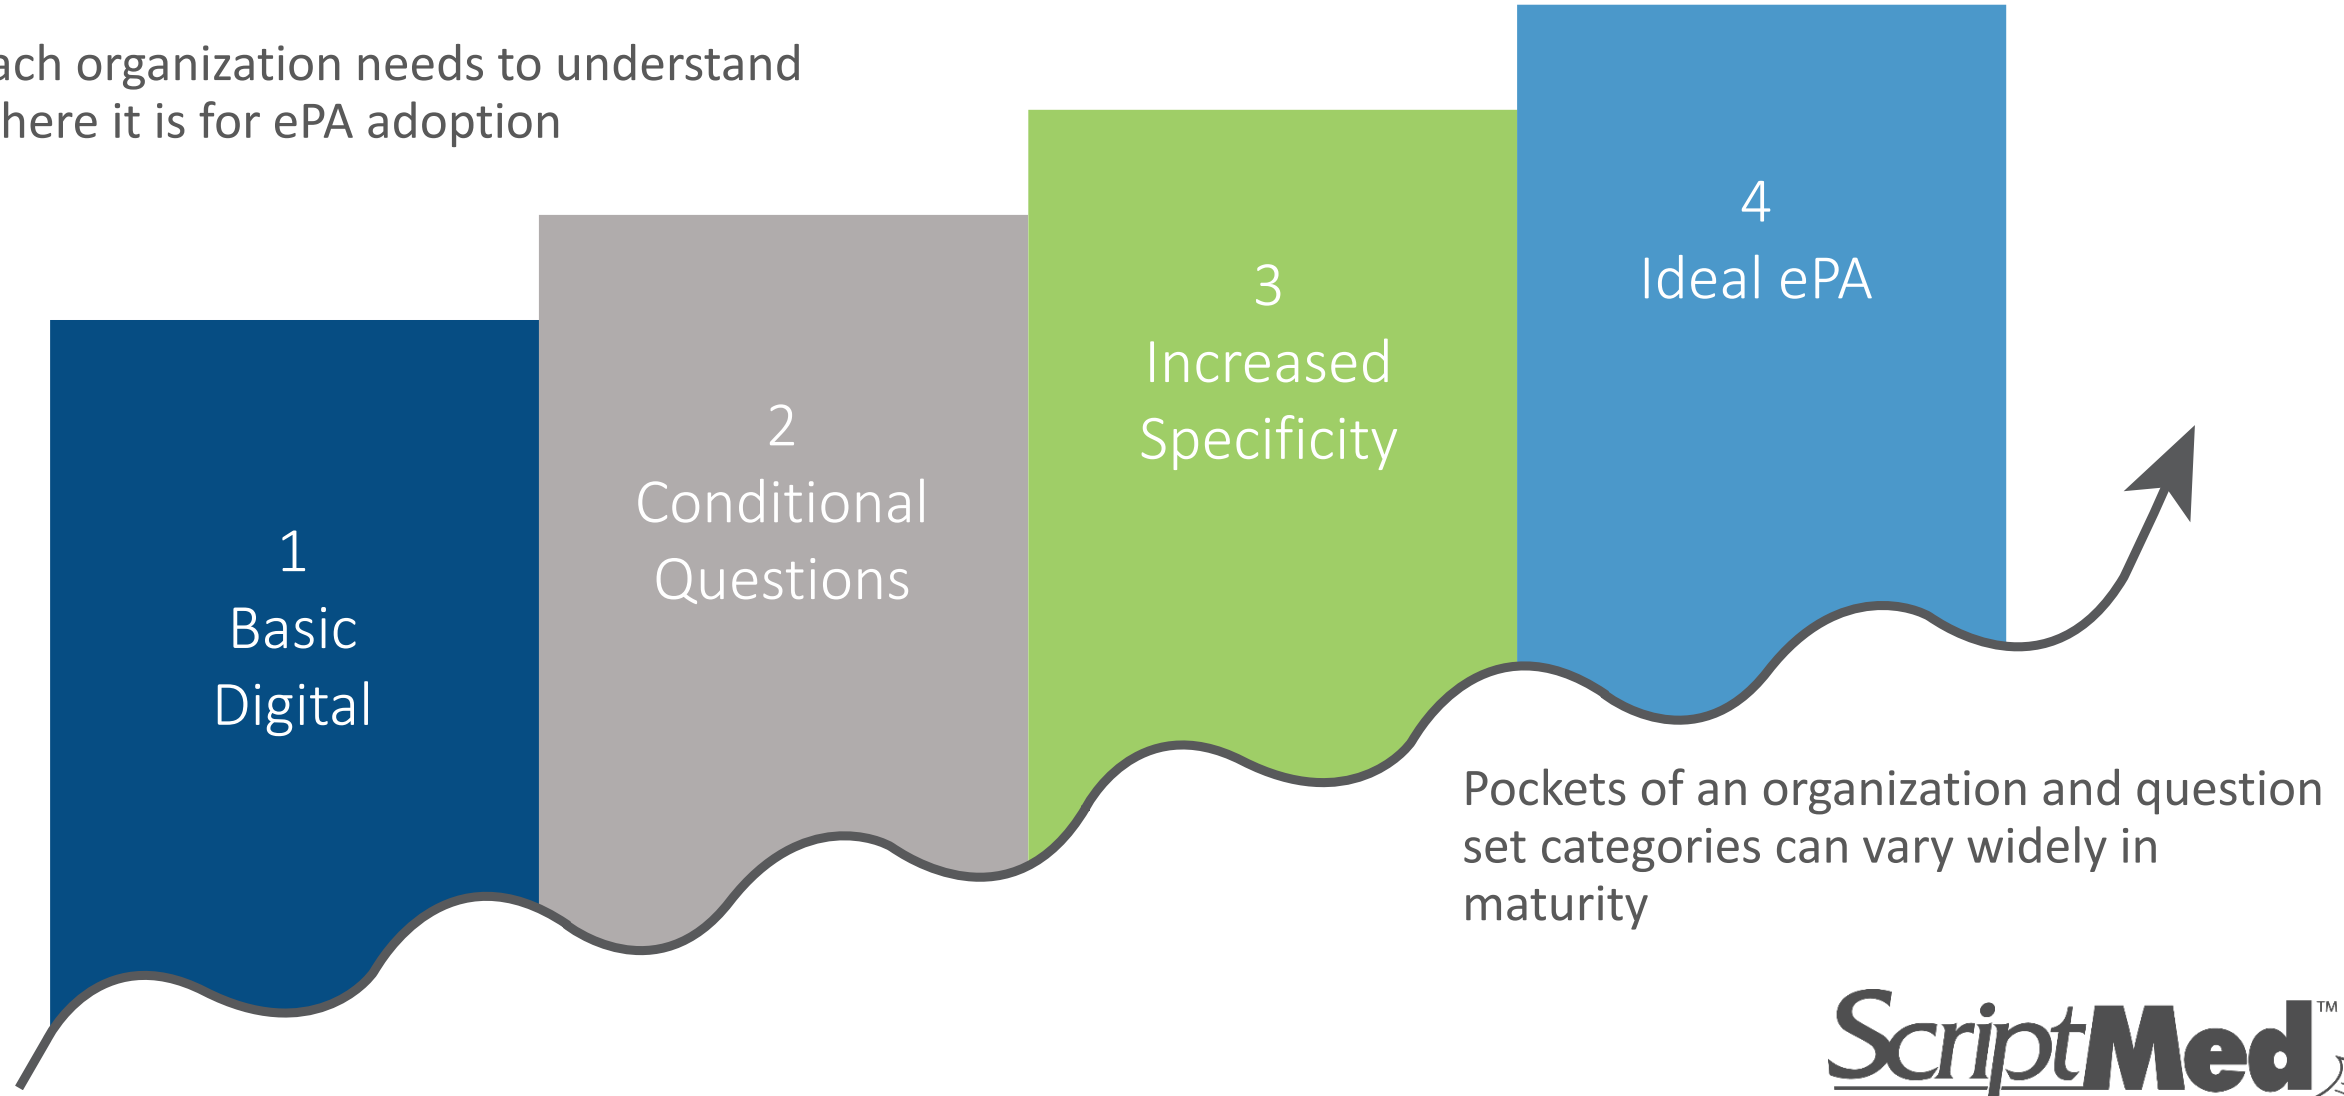 ach organization needs to understand
here it is for ePA adoption
4
Ideal ePA
3
Increased
Specificity
2
Conditional
Questions
1
Basic
Digital
Pockets of an organization and question
set categories can vary widely in
maturity
ScriptMed™